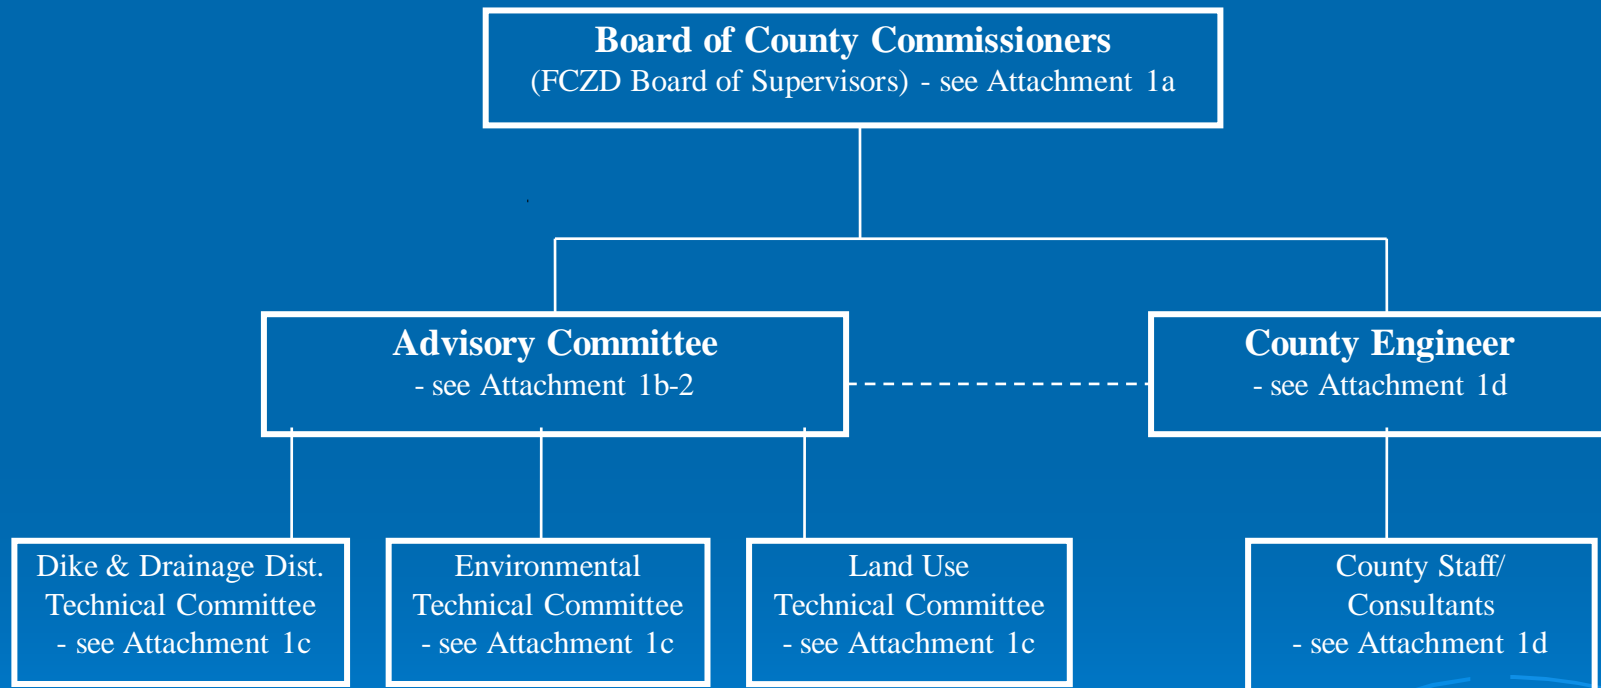 Board of County Commissioners
(FCZD Board of Supervisors) - see Attachment 1a
Advisory Committee
- see Attachment 1b-2
County Engineer
- see Attachment 1d
Dike & Drainage Dist.
Technical Committee
- see Attachment 1c
Environmental
Technical Committee
- see Attachment 1c
Land Use
Technical Committee
- see Attachment 1c
County Staff/
Consultants
- see Attachment 1d